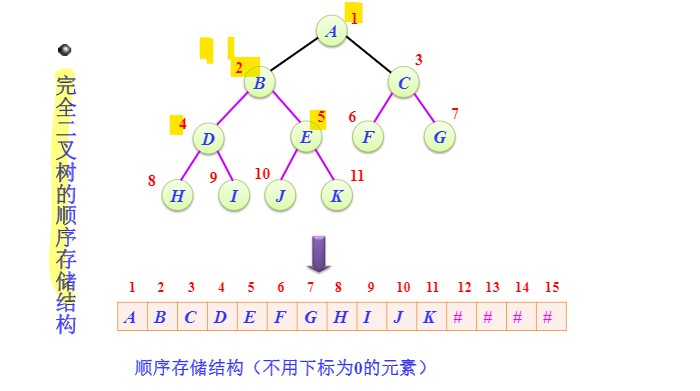 完全二叉树的顺序存储结构
A 1
2 B
3 C
4 D
5 E
6 F
7 G
8 H
9 I
10 J
11 K
1 2 3 4 5 6 7 8 9 10 11 12 13 14 15
A B C D E F G H I J K # # # #
顺序存储结构（不用下标为0的元素）